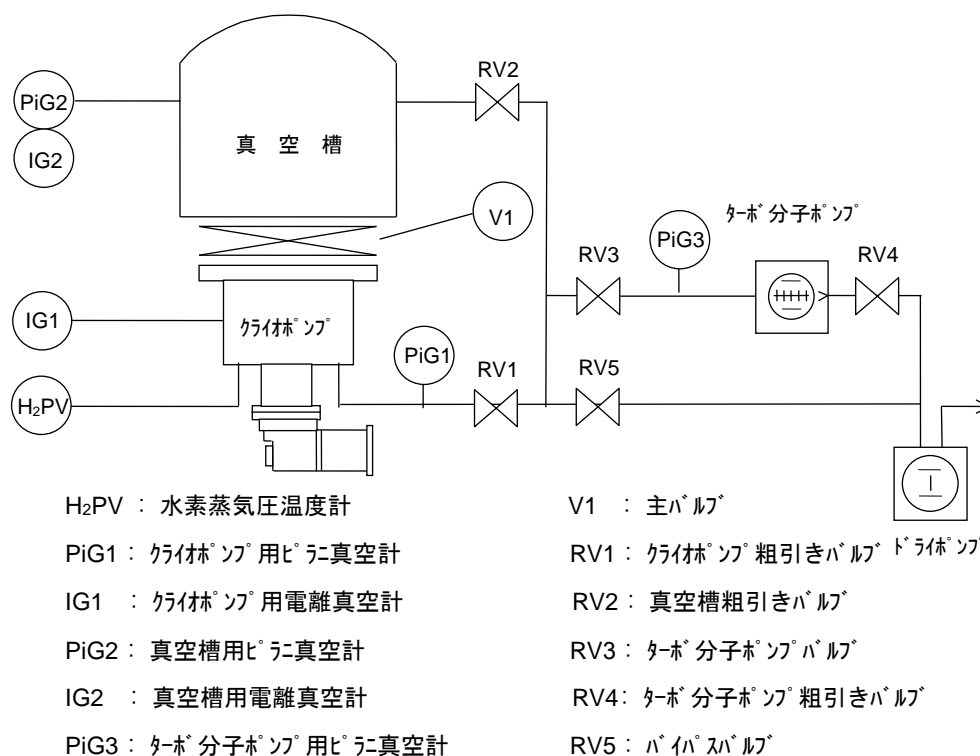 RV2
PiG2
IG2
真 空 槽
V1
ﾀｰﾎﾞ分子ﾎﾟﾝﾌﾟ
PiG3
RV3
RV4
IG1
ｸﾗｲｵﾎﾟﾝﾌﾟ
PiG1
RV1
RV5
H₂PV
ﾄﾞﾗｲﾎﾟﾝﾌﾟ
H₂PV : 水素蒸気圧温度計
PiG1 : ｸﾗｲｵﾎﾟﾝﾌﾟ用ﾋﾟﾗﾆ真空計
IG1 : ｸﾗｲｵﾎﾟﾝﾌﾟ用電離真空計
PiG2 : 真空槽用ﾋﾟﾗﾆ真空計
IG2 : 真空槽用電離真空計
PiG3 : ﾀｰﾎﾞ分子ﾎﾟﾝﾌﾟ用ﾋﾟﾗﾆ真空計
V1 : 主ﾊﾞﾙﾌﾞ
RV1 : ｸﾗｲｵﾎﾟﾝﾌﾟ粗引きﾊﾞﾙﾌﾞ
RV2 : 真空槽粗引きﾊﾞﾙﾌﾞ
RV3 : ﾀｰﾎﾞ分子ﾎﾟﾝﾌﾟﾊﾞﾙﾌﾞ
RV4: ﾀｰﾎﾞ分子ﾎﾟﾝﾌﾟ粗引きﾊﾞﾙﾌﾞ
RV5 : ﾊﾞｲﾊﾟｽﾊﾞﾙﾌﾞ